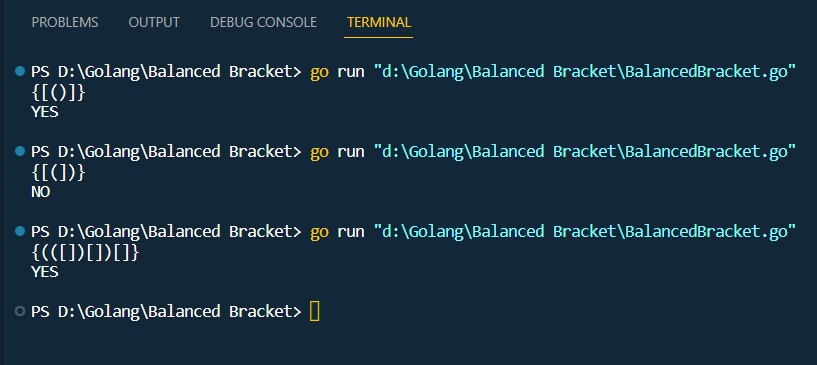 PROBLEMS OUTPUT DEBUG CONSOLE TERMINAL
PS D:\Golang\Balanced Bracket> go run "d:\Golang\Balanced Bracket\BalancedBracket.go"
{[()]}
YES
PS D:\Golang\Balanced Bracket> go run "d:\Golang\Balanced Bracket\BalancedBracket.go"
{[(])}
NO
PS D:\Golang\Balanced Bracket> go run "d:\Golang\Balanced Bracket\BalancedBracket.go"
{(([])[])[]}
YES
PS D:\Golang\Balanced Bracket>